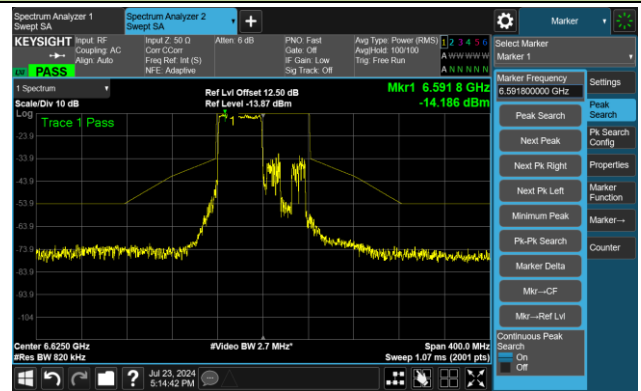 Spectrum Analyzer 1
Swept SA
Spectrum Analyzer 2
Swept SA
Marker
KEYSIGHT
Input: RF
Coupling: AC
Align: Auto
Input Z: 50 Ω
Corr CCorr
Freq Ref: Int (S)
NFE: Adaptive
Atten: 6 dB
PNO: Fast
Gate: Off
IF Gain: Low
Sig Track: Off
Avg Type: Power (RMS)
Avg|Hold: 100/100
Trig: Free Run
1 2 3 4 5 6
A W W W W W
A N N N N N
PASS
1 Spectrum
Scale/Div 10 dB
Ref Lvl Offset 12.50 dB
Ref Level -13.87 dBm
Mkr1 6.591 8 GHz
-14.186 dBm
Log
Trace 1 Pass
-23.9
-33.9
-43.9
-53.9
-63.9
-73.9
-83.9
-93.9
-104
Center 6.6250 GHz
#Res BW 820 kHz
#Video BW 2.7 MHz*
Span 400.0 MHz
Sweep 1.07 ms (2001 pts)
Select Marker
Marker 1
Marker Frequency
6.591800000 GHz
Peak Search
Next Peak
Next Pk Right
Next Pk Left
Minimum Peak
Pk-Pk Search
Marker Delta
Mkr→CF
Mkr→Ref Lvl
Continuous Peak
Search
On
Off
Settings
Peak
Search
Pk Search
Config
Properties
Marker
Function
Marker→
Counter
Jul 23, 2024
5:14:42 PM